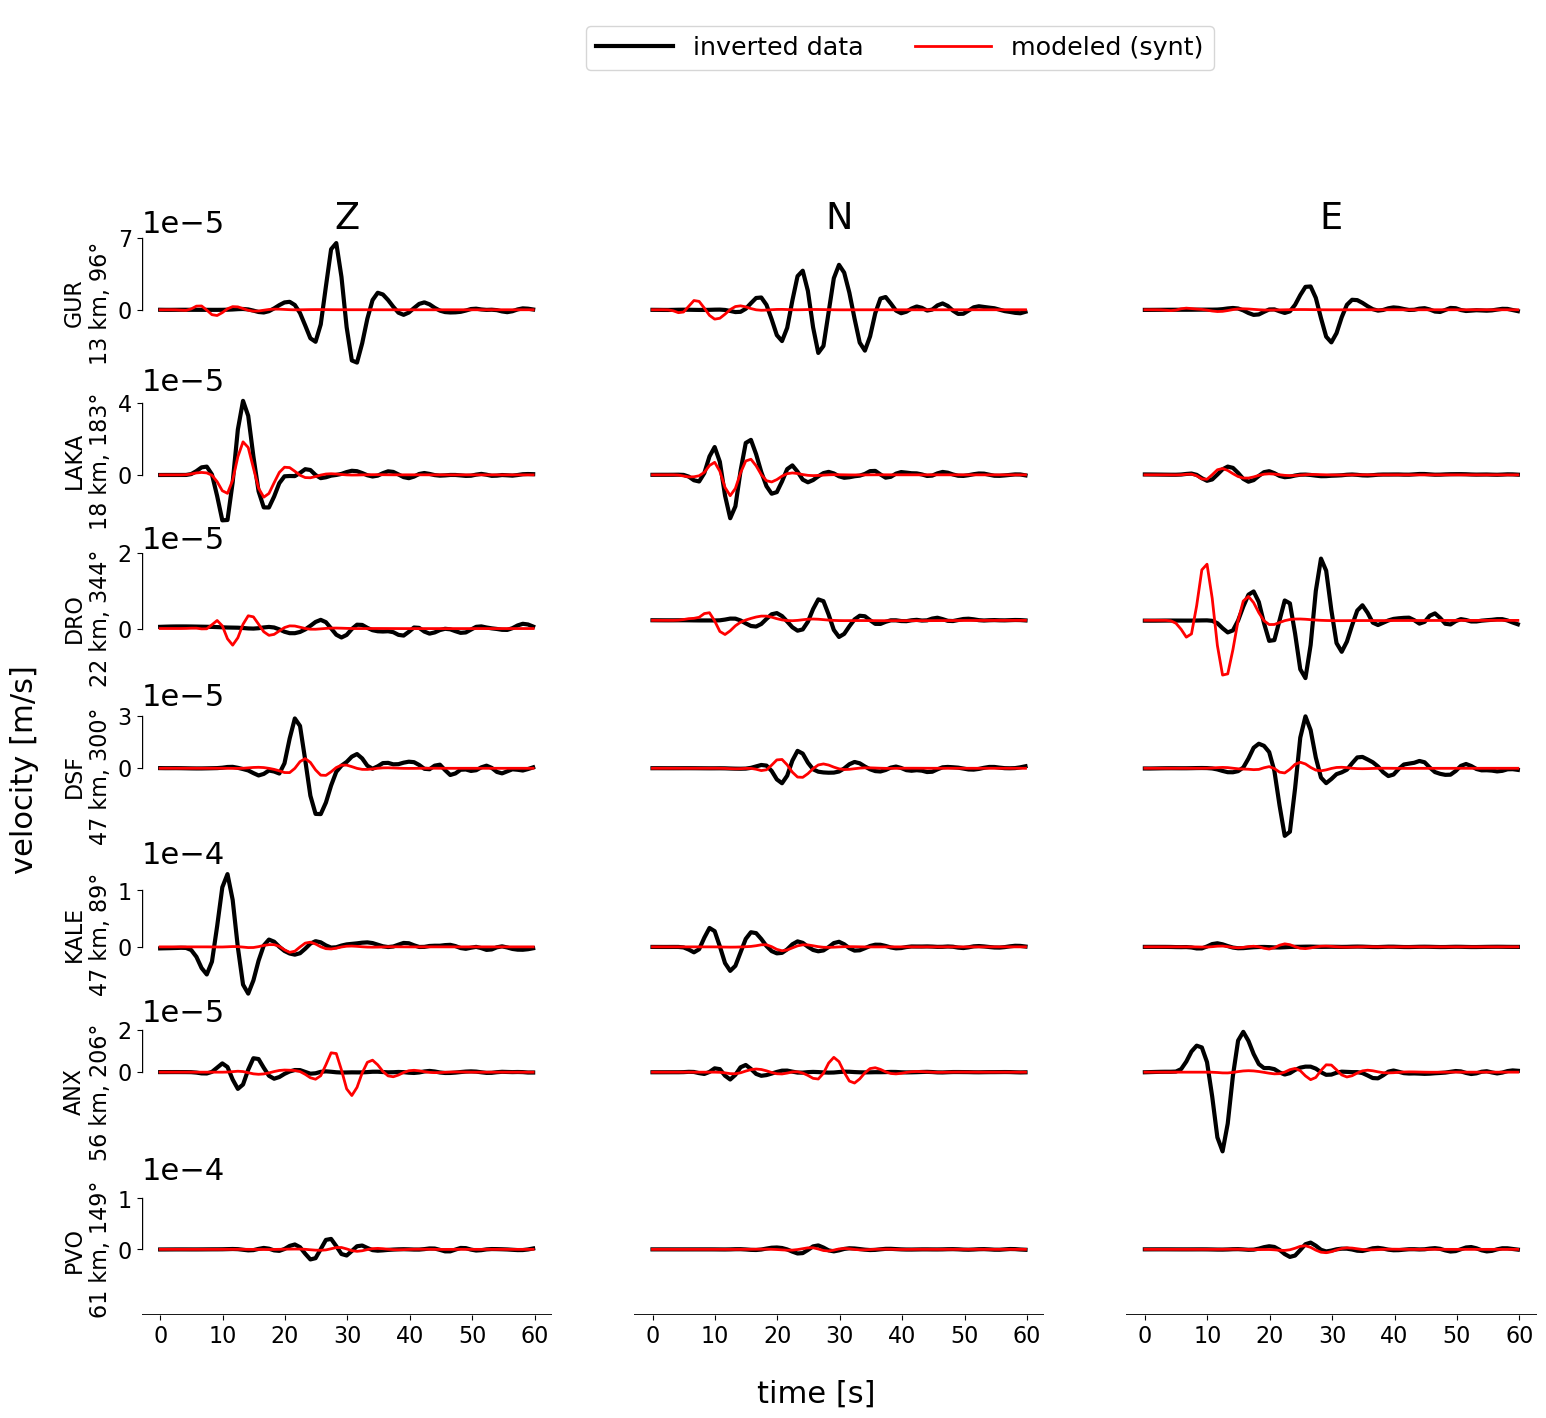 inverted data modeled (synt)
Z N E
1e−5
7
0
GUR
13 km, 96°
1e−5
4
0
LAKA
18 km, 183°
1e−5
2
0
DRO
22 km, 344°
1e−5
3
0
DSF
47 km, 300°
1e−4
1
0
KALE
47 km, 89°
1e−5
2
0
ANX
56 km, 206°
1e−4
1
0
PVO
61 km, 149°
velocity [m/s]
0 10 20 30 40 50 60 0 10 20 30 40 50 60 0 10 20 30 40 50 60
time [s]